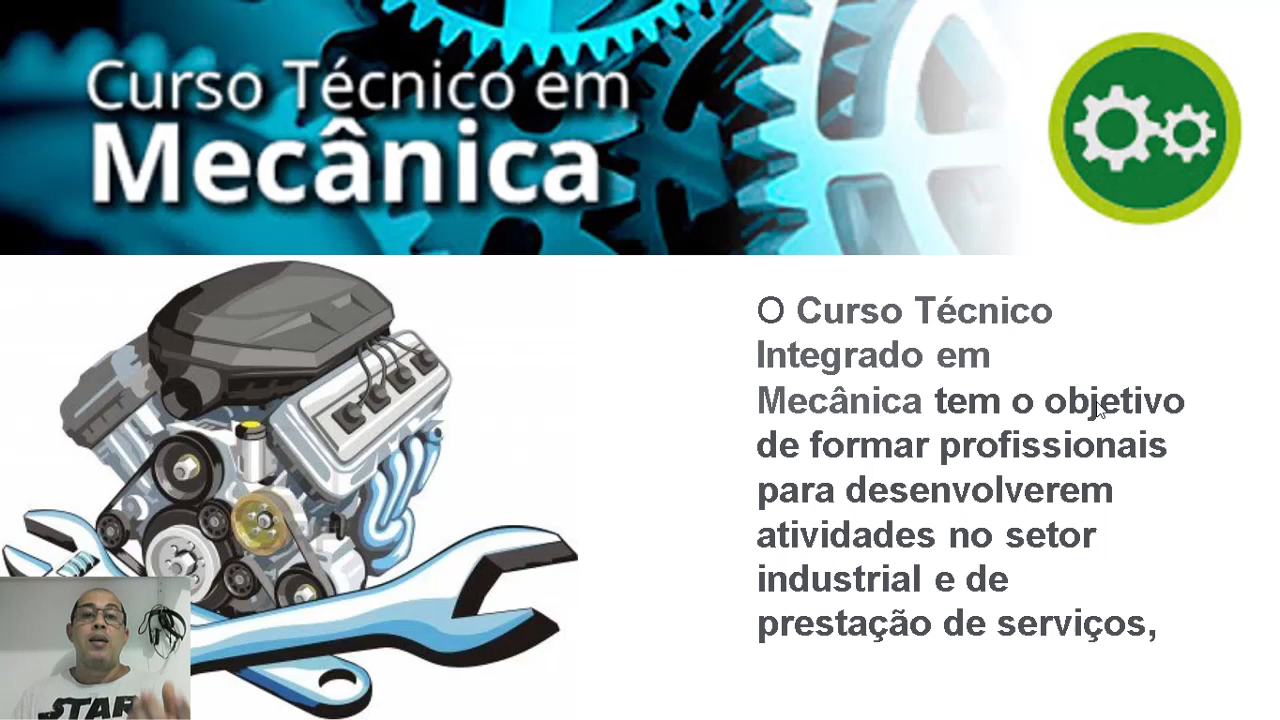 Curso Técnico em
Mecânica
O Curso Técnico
Integrado em
Mecânica tem o objetivo
de formar profissionais
para desenvolverem
atividades no setor
industrial e de
prestação de serviços,
STAR